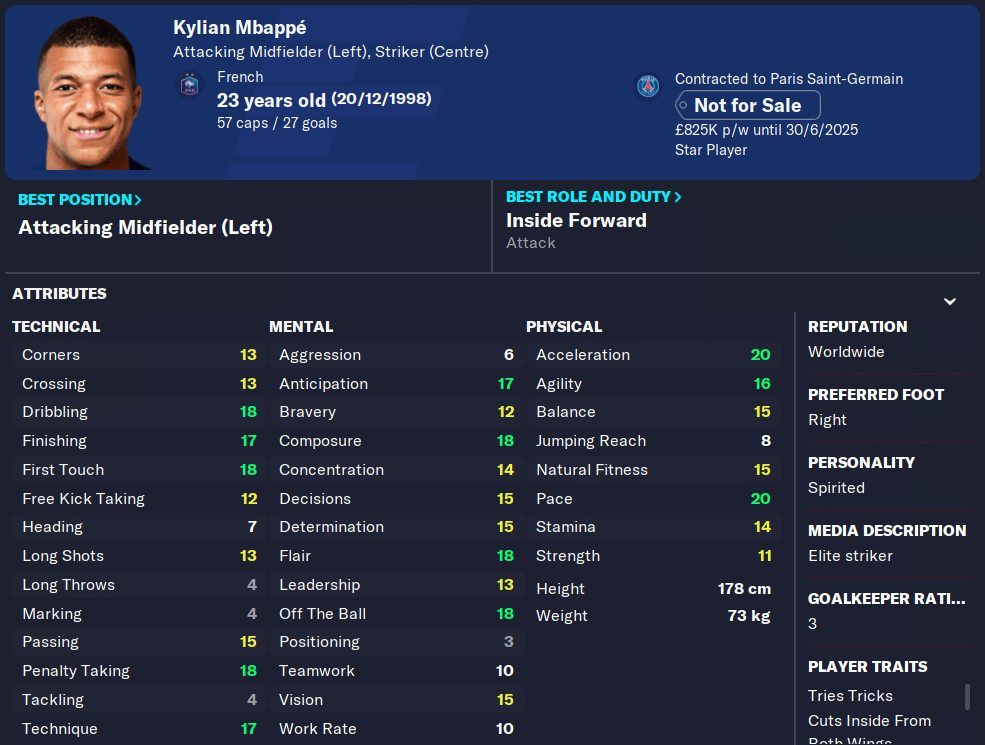 Kylian Mbappé
Attacking Midfielder (Left), Striker (Centre)
French
23 years old (20/12/1998)
57 caps / 27 goals
Contracted to Paris Saint-Germain
Not for Sale
£825K p/w until 30/6/2025
Star Player
BEST POSITION>
Attacking Midfielder (Left)
BEST ROLE AND DUTY>
Inside Forward
Attack
ATTRIBUTES
TECHNICAL
Corners 13
Crossing 13
Dribbling 18
Finishing 17
First Touch 18
Free Kick Taking 12
Heading 7
Long Shots 13
Long Throws 4
Marking 4
Passing 15
Penalty Taking 18
Tackling 4
Technique 17
MENTAL
Aggression 6
Anticipation 17
Bravery 12
Composure 18
Concentration 14
Decisions 15
Determination 15
Flair 18
Leadership 13
Off The Ball 18
Positioning 3
Teamwork 10
Vision 15
Work Rate 10
PHYSICAL
Acceleration 20
Agility 16
Balance 15
Jumping Reach 8
Natural Fitness 15
Pace 20
Stamina 14
Strength 11
Height 178 cm
Weight 73 kg
REPUTATION
Worldwide
PREFERRED FOOT
Right
PERSONALITY
Spirited
MEDIA DESCRIPTION
Elite striker
GOALKEEPER RATI...
3
PLAYER TRAITS
Tries Tricks
Cuts Inside From
Both Wings